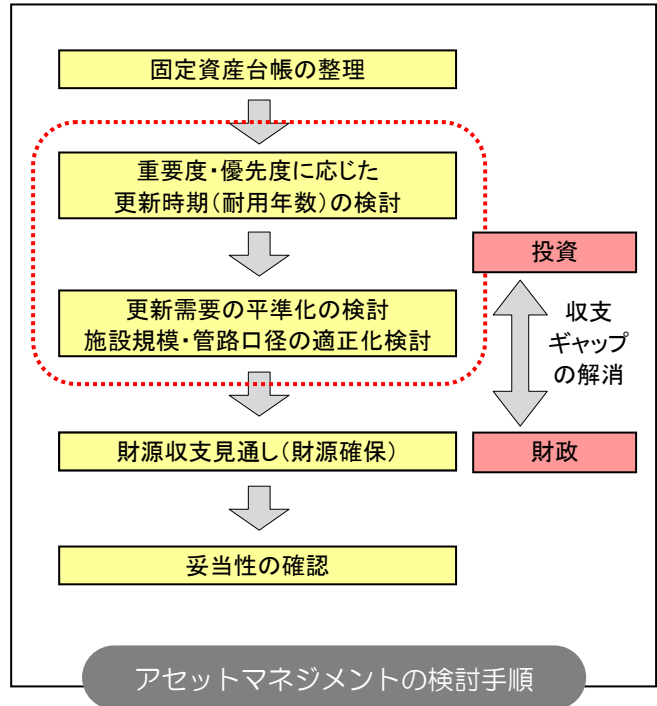 固定資産台帳の整理
重要度・優先度に応じた
更新時期(耐用年数)の検討
投資
更新需要の平準化の検討
施設規模・管路口径の適正化検討
収支
ギャップ
の解消
財源収支見通し(財源確保)
財政
妥当性の確認
アセットマネジメントの検討手順